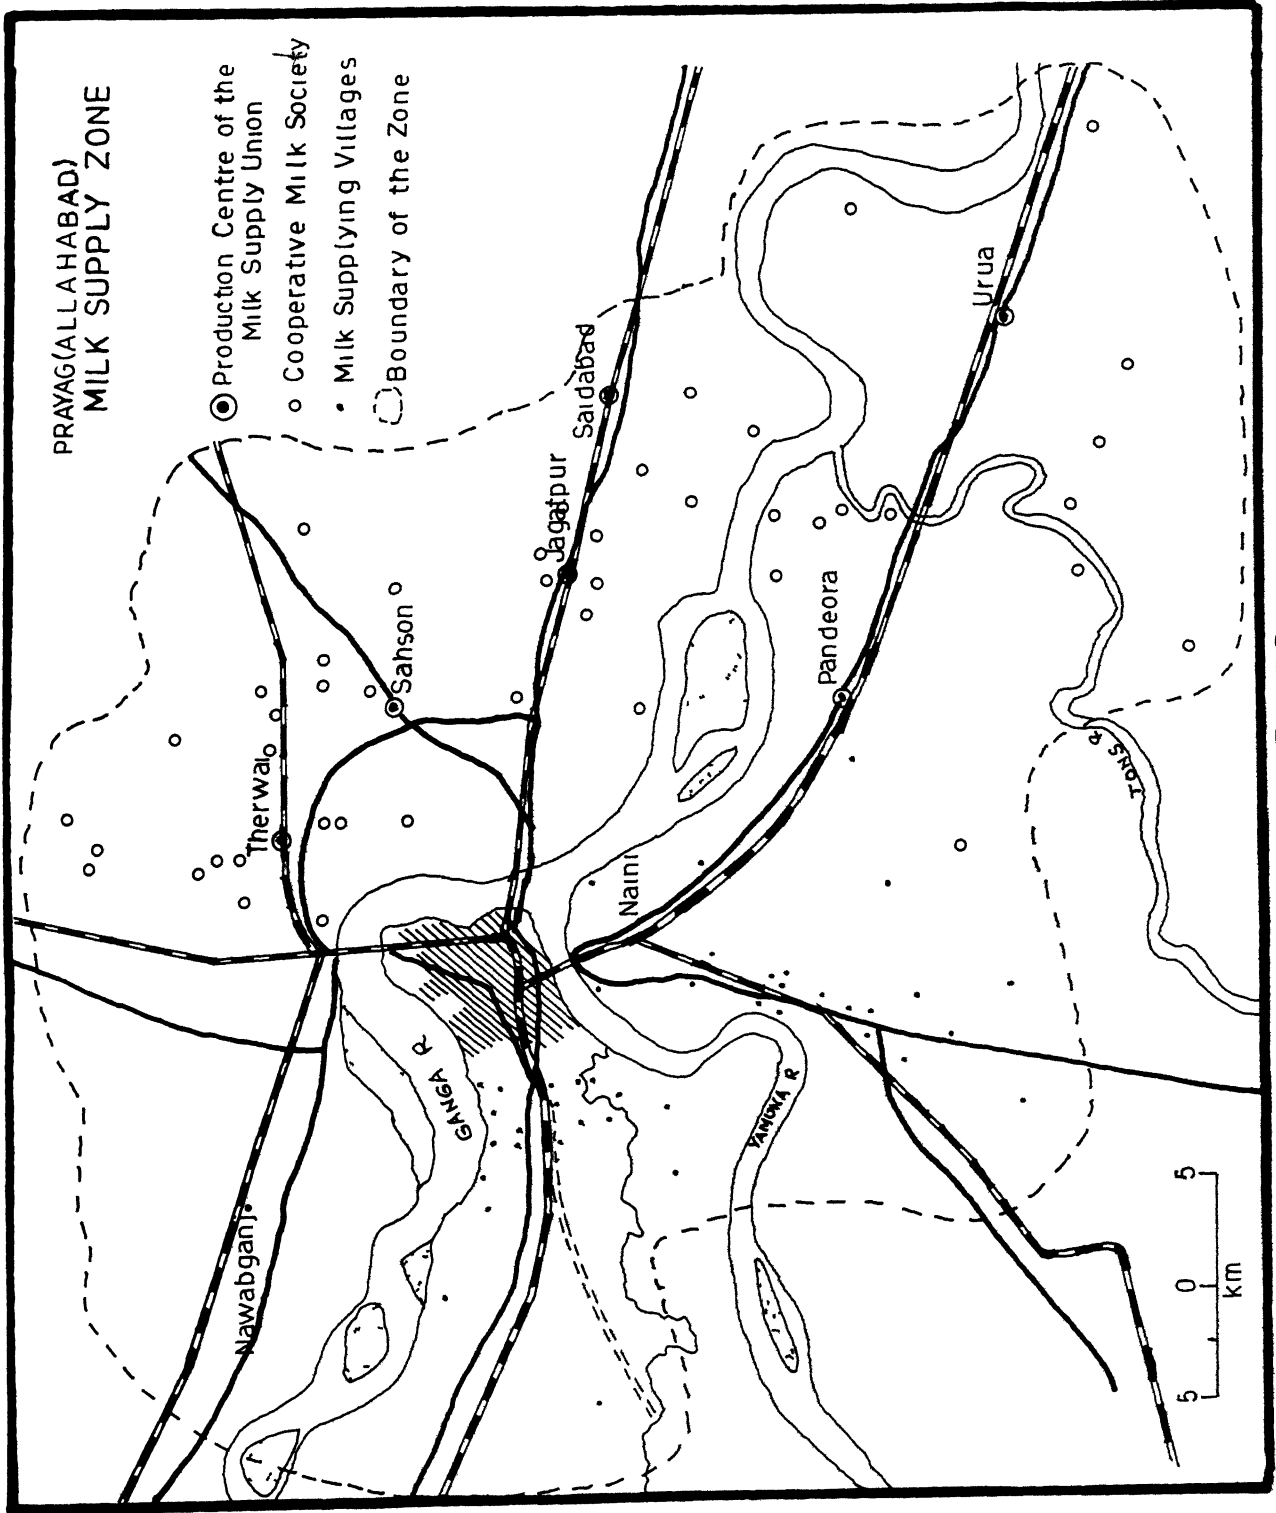 PRAYAG(ALLAHABAD)
MILK SUPPLY ZONE
Production Centre of the
Milk Supply Union
Cooperative Milk Society
Milk Supplying Villages
Boundary of the Zone
Therwai
Sahson
Jagatpur
Saidabad
Urua
Pandeora
Naini
Nawabganj
GANGA R
YAMUNA R
TONS R
5 0 5
km